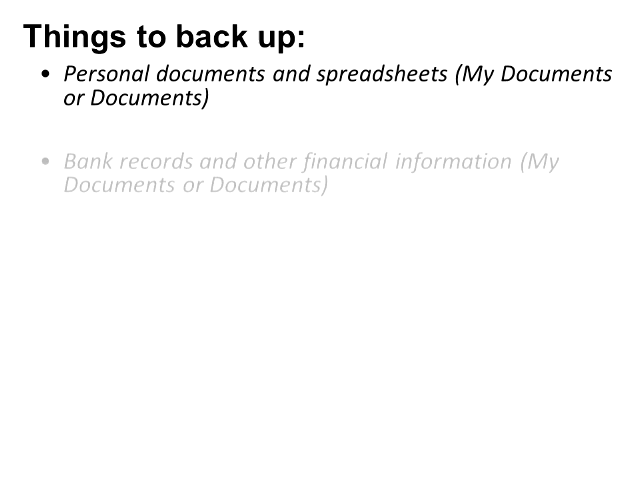 Things to back up:
• Personal documents and spreadsheets (My Documents
or Documents)
• Bank records and other financial information (My
Documents or Documents)